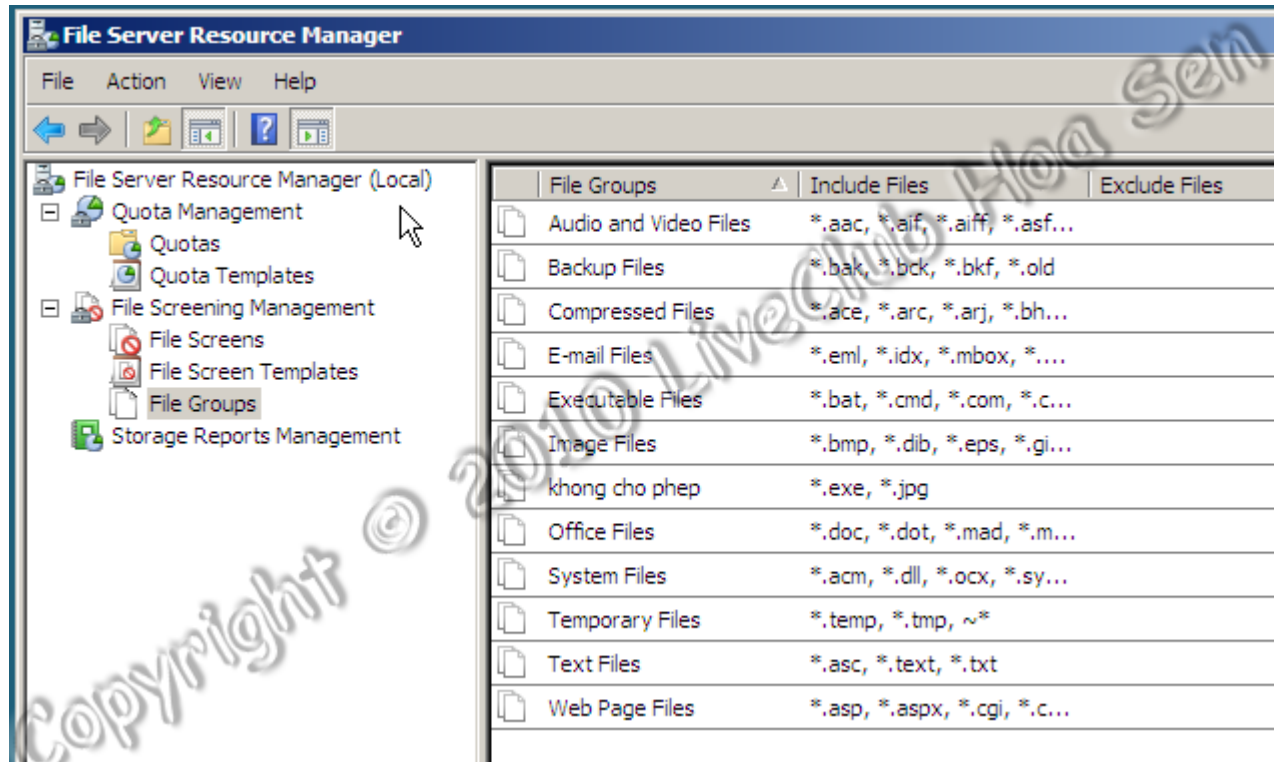 File Server Resource Manager
File Action View Help
File Server Resource Manager (Local)
Quota Management
Quotas
Quota Templates
File Screening Management
File Screens
File Screen Templates
File Groups
Storage Reports Management
File Groups Include Files Exclude Files
Audio and Video Files *.aac, *.aif, *.aiff, *.asf...
Backup Files *.bak, *.bck, *.bkf, *.old
Compressed Files *.ace, *.arc, *.arj, *.bh...
E-mail Files *.eml, *.idx, *.mbox, *....
Executable Files *.bat, *.cmd, *.com, *.c...
Image Files *.bmp, *.dib, *.eps, *.gi...
khong cho phep *.exe, *.jpg
Office Files *.doc, *.dot, *.mad, *.m...
System Files *.acm, *.dll, *.ocx, *.sy...
Temporary Files *.temp, *.tmp, ~*
Text Files *.asc, *.text, *.txt
Web Page Files *.asp, *.aspx, *.cgi, *.c...
Copyright © 2010 LiveClub Hoa Sen